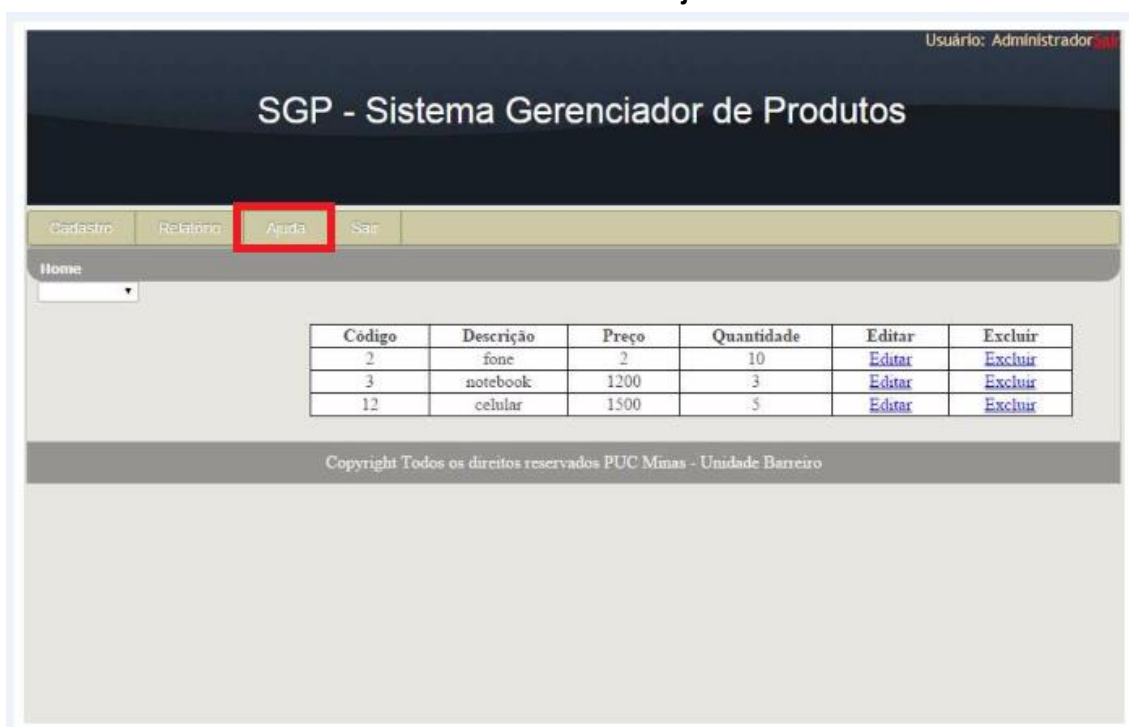 Usuário: Administrador Sair
SGP - Sistema Gerenciador de Produtos
Cadastro Relatório Ajuda Sair
Home
Código Descrição Preço Quantidade Editar Excluir
2 fone 2 10 Editar Excluir
3 notebook 1200 3 Editar Excluir
12 celular 1500 5 Editar Excluir
Copyright Todos os direitos reservados PUC Minas - Unidade Barreiro